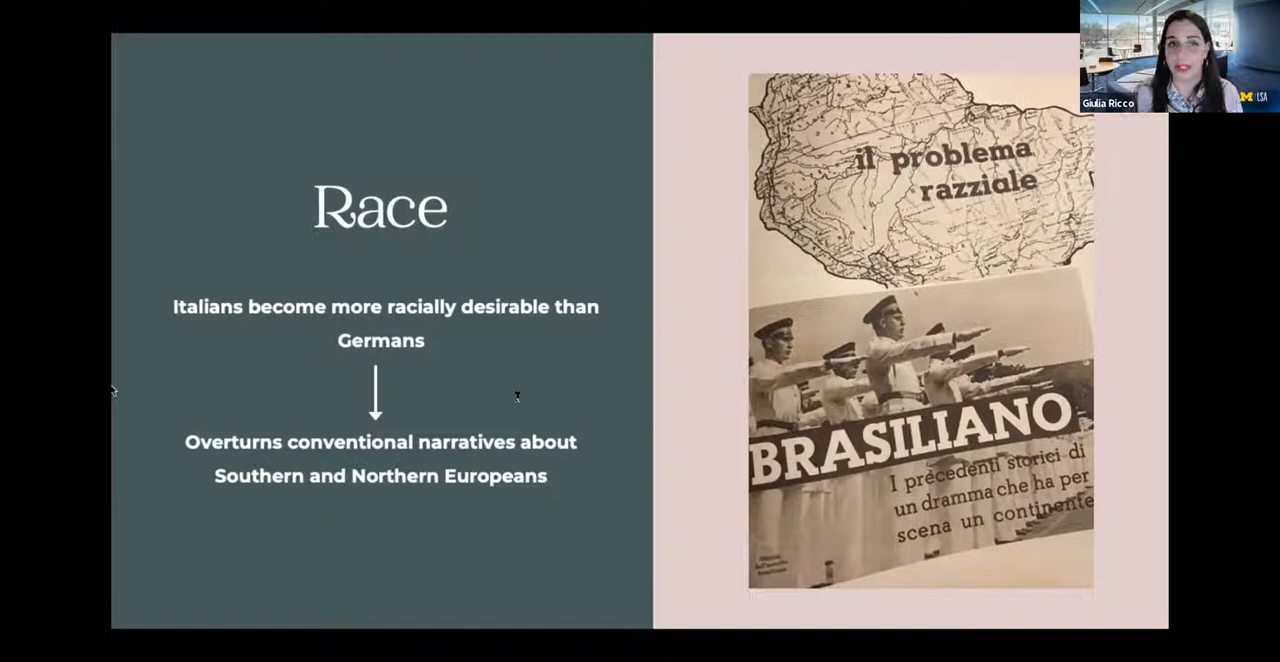 Race
Italians become more racially desirable than
Germans
Overturns conventional narratives about
Southern and Northern Europeans
il problema
razziale
BRASILIANO
I precedenti storici di
un dramma che ha per
scena un continente
Giulia Ricco
M LSA